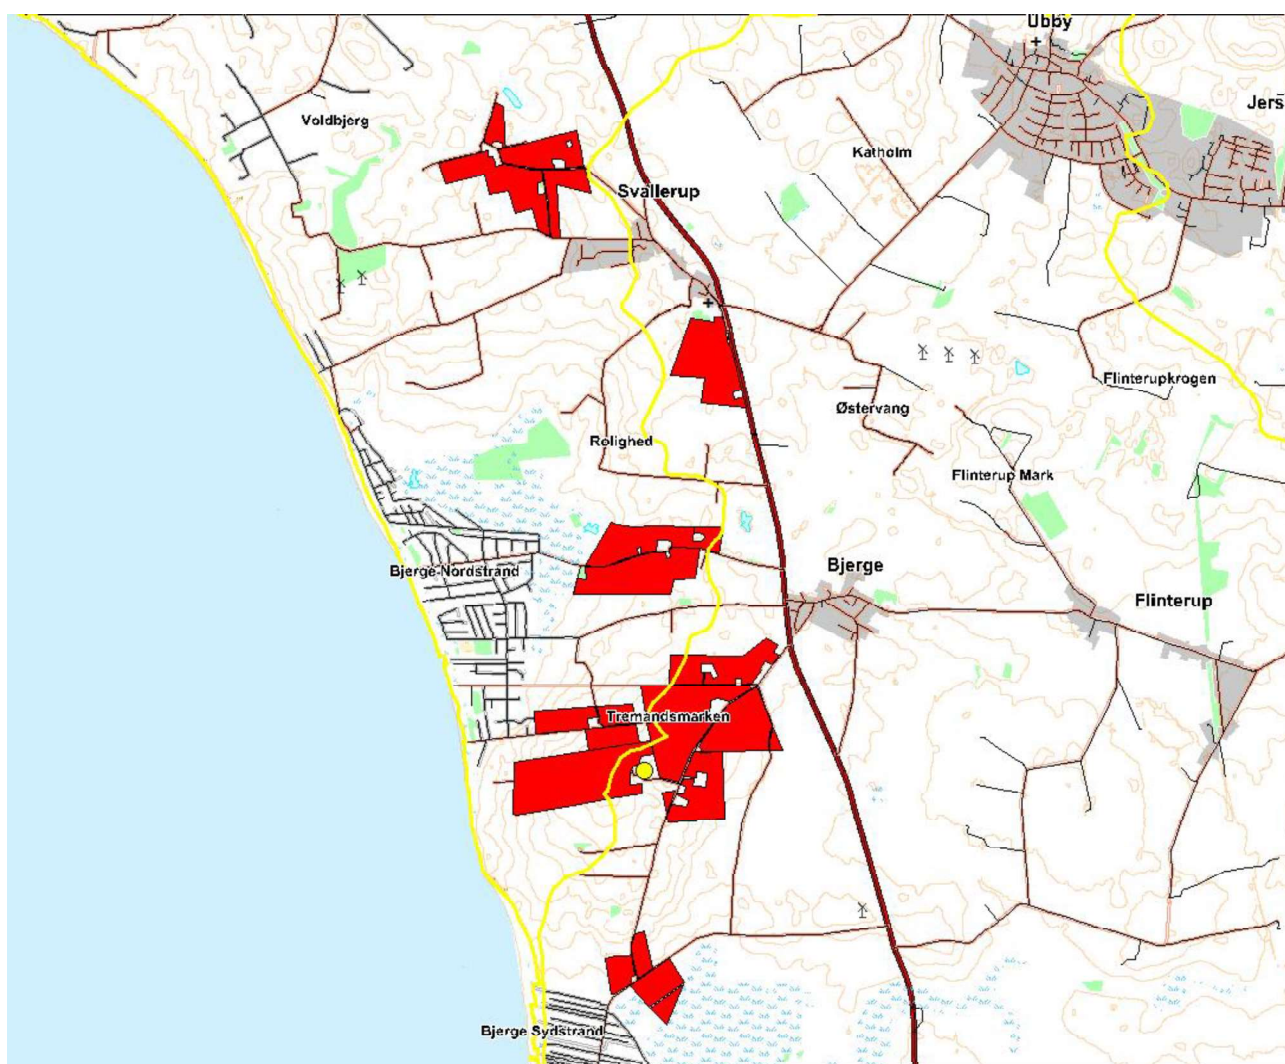 Ubby
Jers
Voldbjerg
Katholm
Svallerup
Flinterupkrogen
Østervang
Rolighed
Flinterup Mark
Bjerge
Bjerge Nordstrand
Flinterup
Tremandsmarken
Bjerge Sydstrand